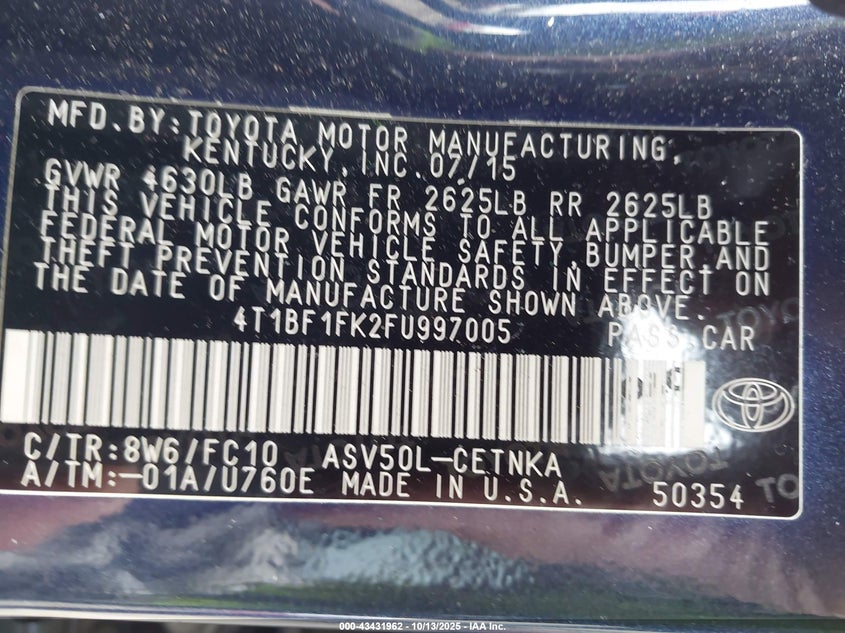 MFD.BY:TOYOTA MOTOR MANUFACTURING,
KENTUCKY,INC.07/15
GVWR 4630LB GAWR FR 2625LB RR 2625LB
THIS VEHICLE CONFORMS TO ALL APPLICABLE
FEDERAL MOTOR VEHICLE SAFETY,BUMPER,AND
THEFT PREVENTION STANDARDS IN EFFECT ON
THE DATE OF MANUFACTURE SHOWN ABOVE.
4T1BF1FK2FU997005 PASS.CAR
C/TR:8W6/FC10 ASV50L-CETNKA
A/TM:-01A/U760E MADE IN U.S.A. 50354
000-43431962 - 10/13/2025 - IAA Inc.